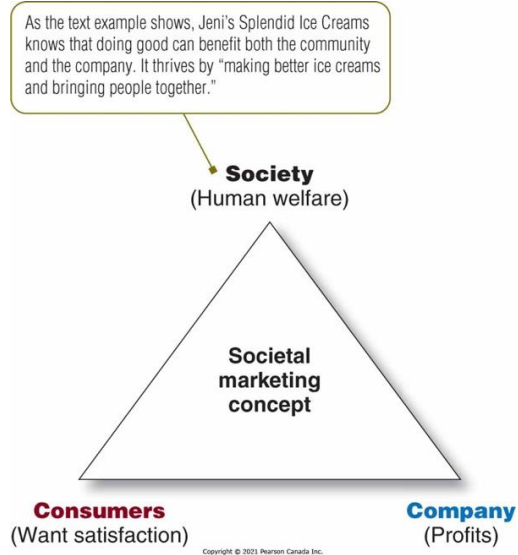 As the text example shows, Jeni’s Splendid Ice Creams
knows that doing good can benefit both the community
and the company. It thrives by “making better ice creams
and bringing people together.”
Society
(Human welfare)
Societal
marketing
concept
Consumers
(Want satisfaction)
Company
(Profits)
Copyright © 2021 Pearson Canada Inc.